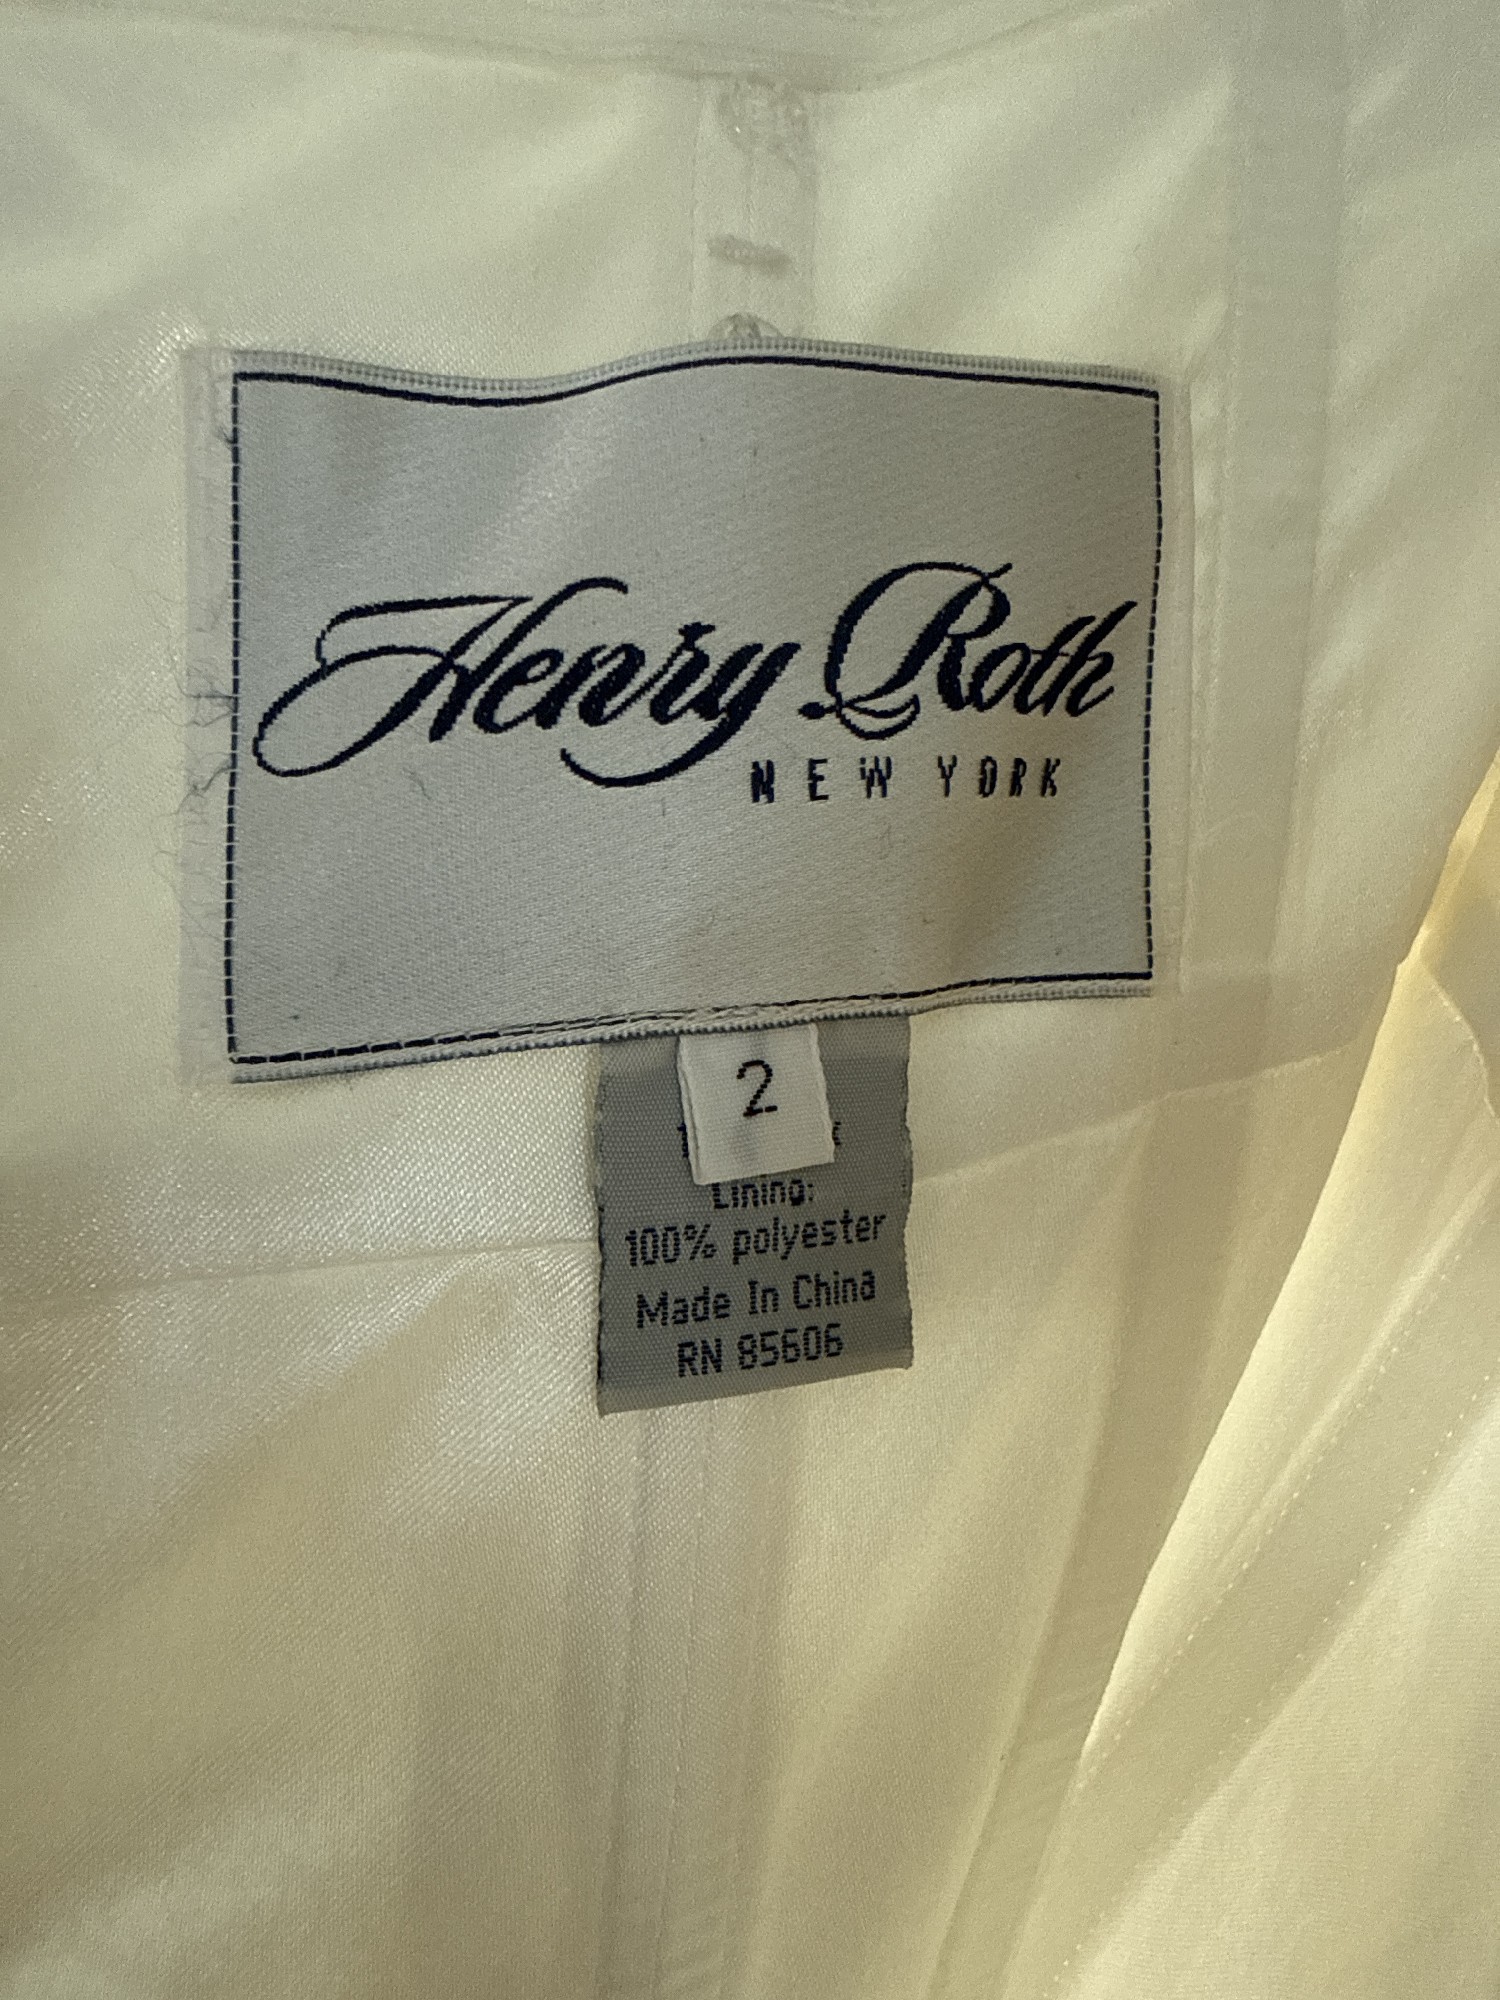 Henry Roth
NEW YORK
2
Lining:
100% polyester
Made In China
RN 85606